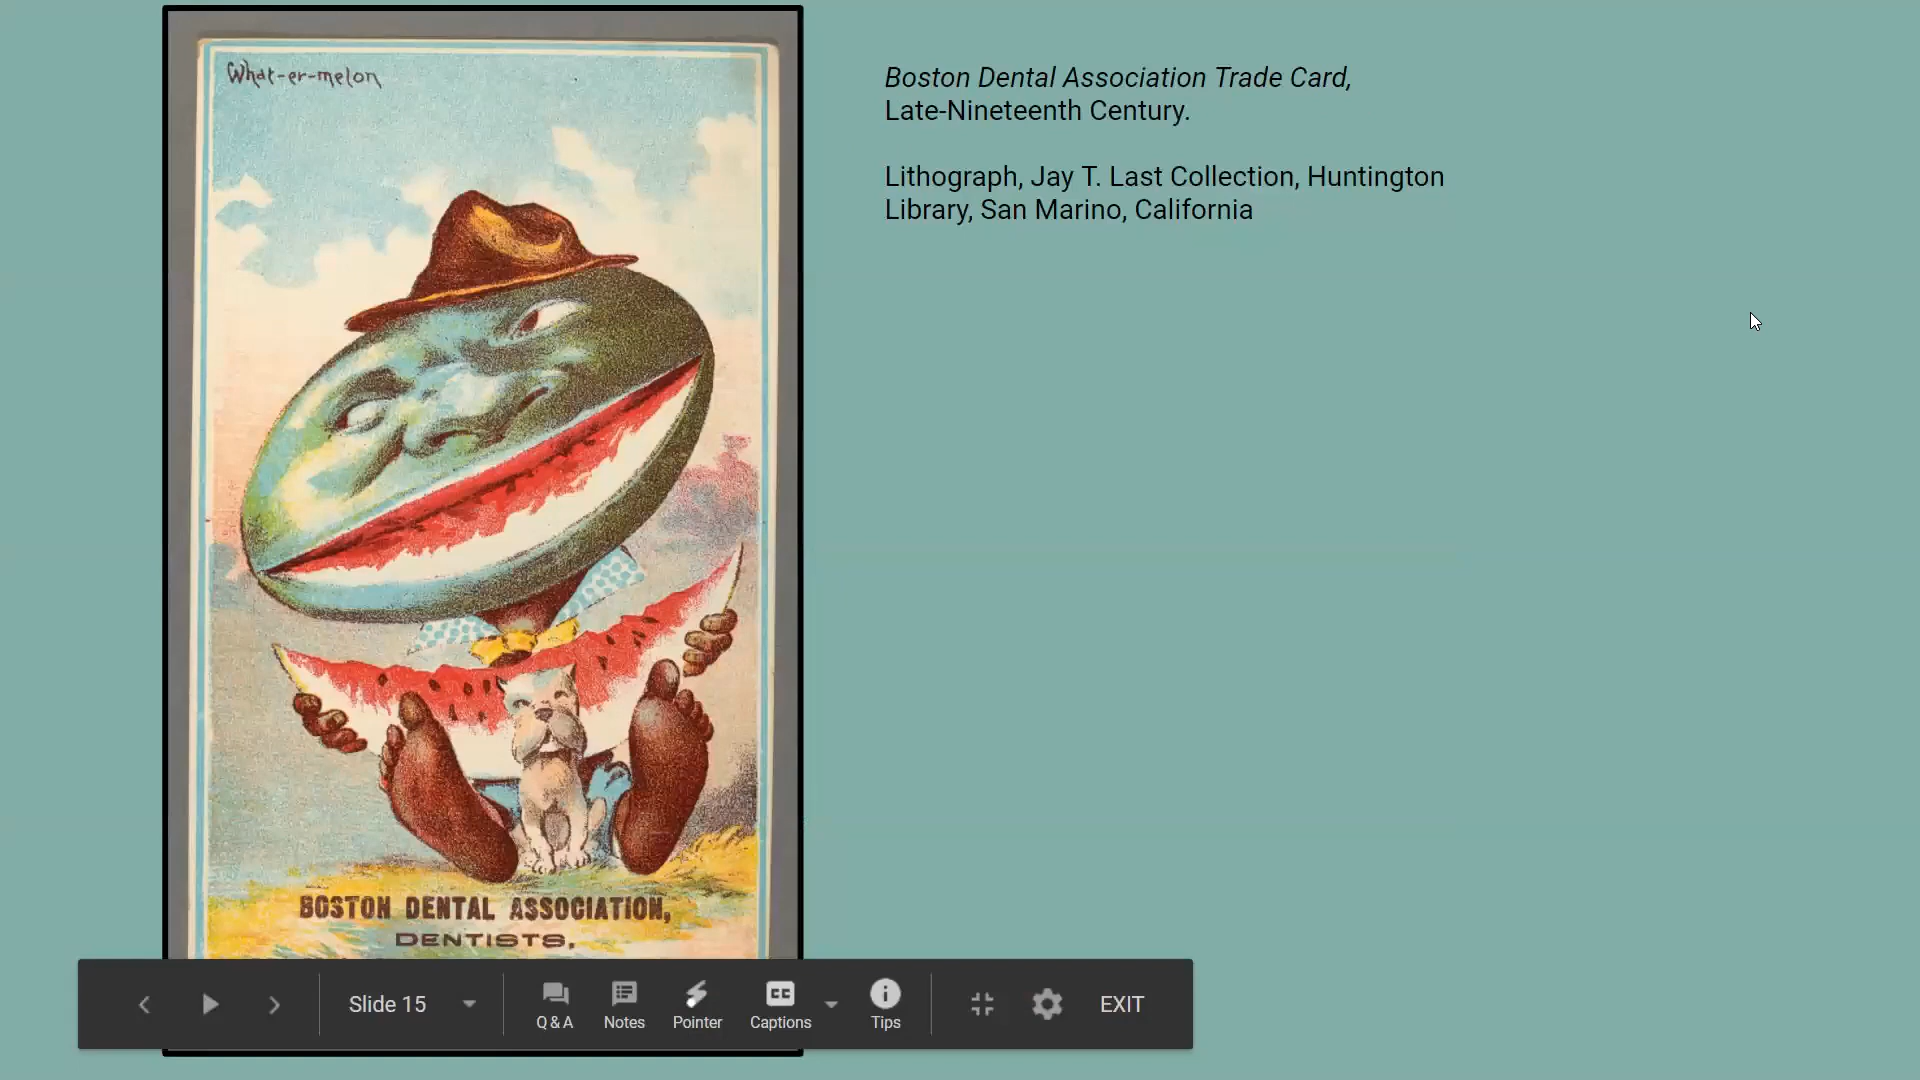 What-er-melon
BOSTON DENTAL ASSOCIATION,
DENTISTS.
Boston Dental Association Trade Card,
Late-Nineteenth Century.
Lithograph, Jay T. Last Collection, Huntington
Library, San Marino, California
Slide 15
Q & A
Notes
CC
Pointer
Captions
Tips
EXIT